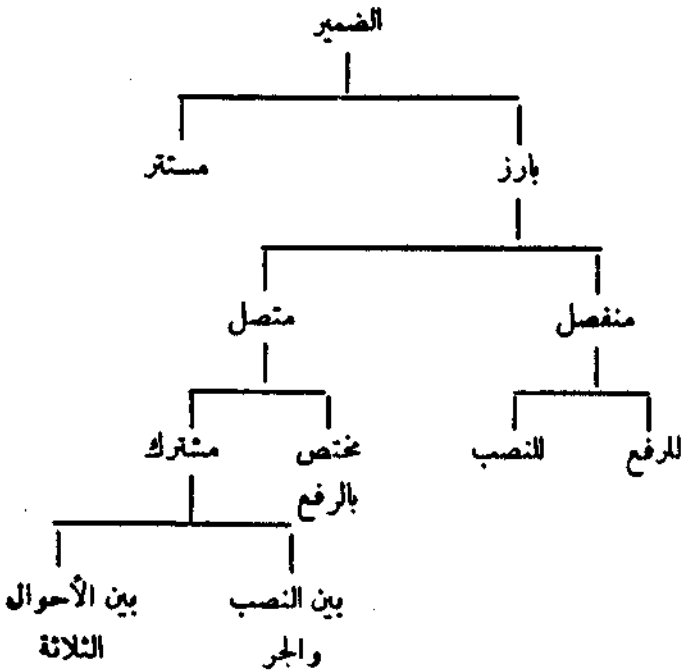 الضمير
بارز
مستتر
منفصل
متصل
للرفع
للنصب
مختص
بالرفع
مشترك
بين النصب
والجر
بين الأحوال
الثلاثة